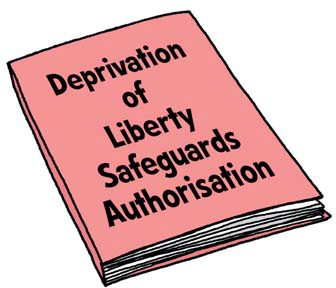 Deprivation
of
Liberty
Safeguards
Authorisation